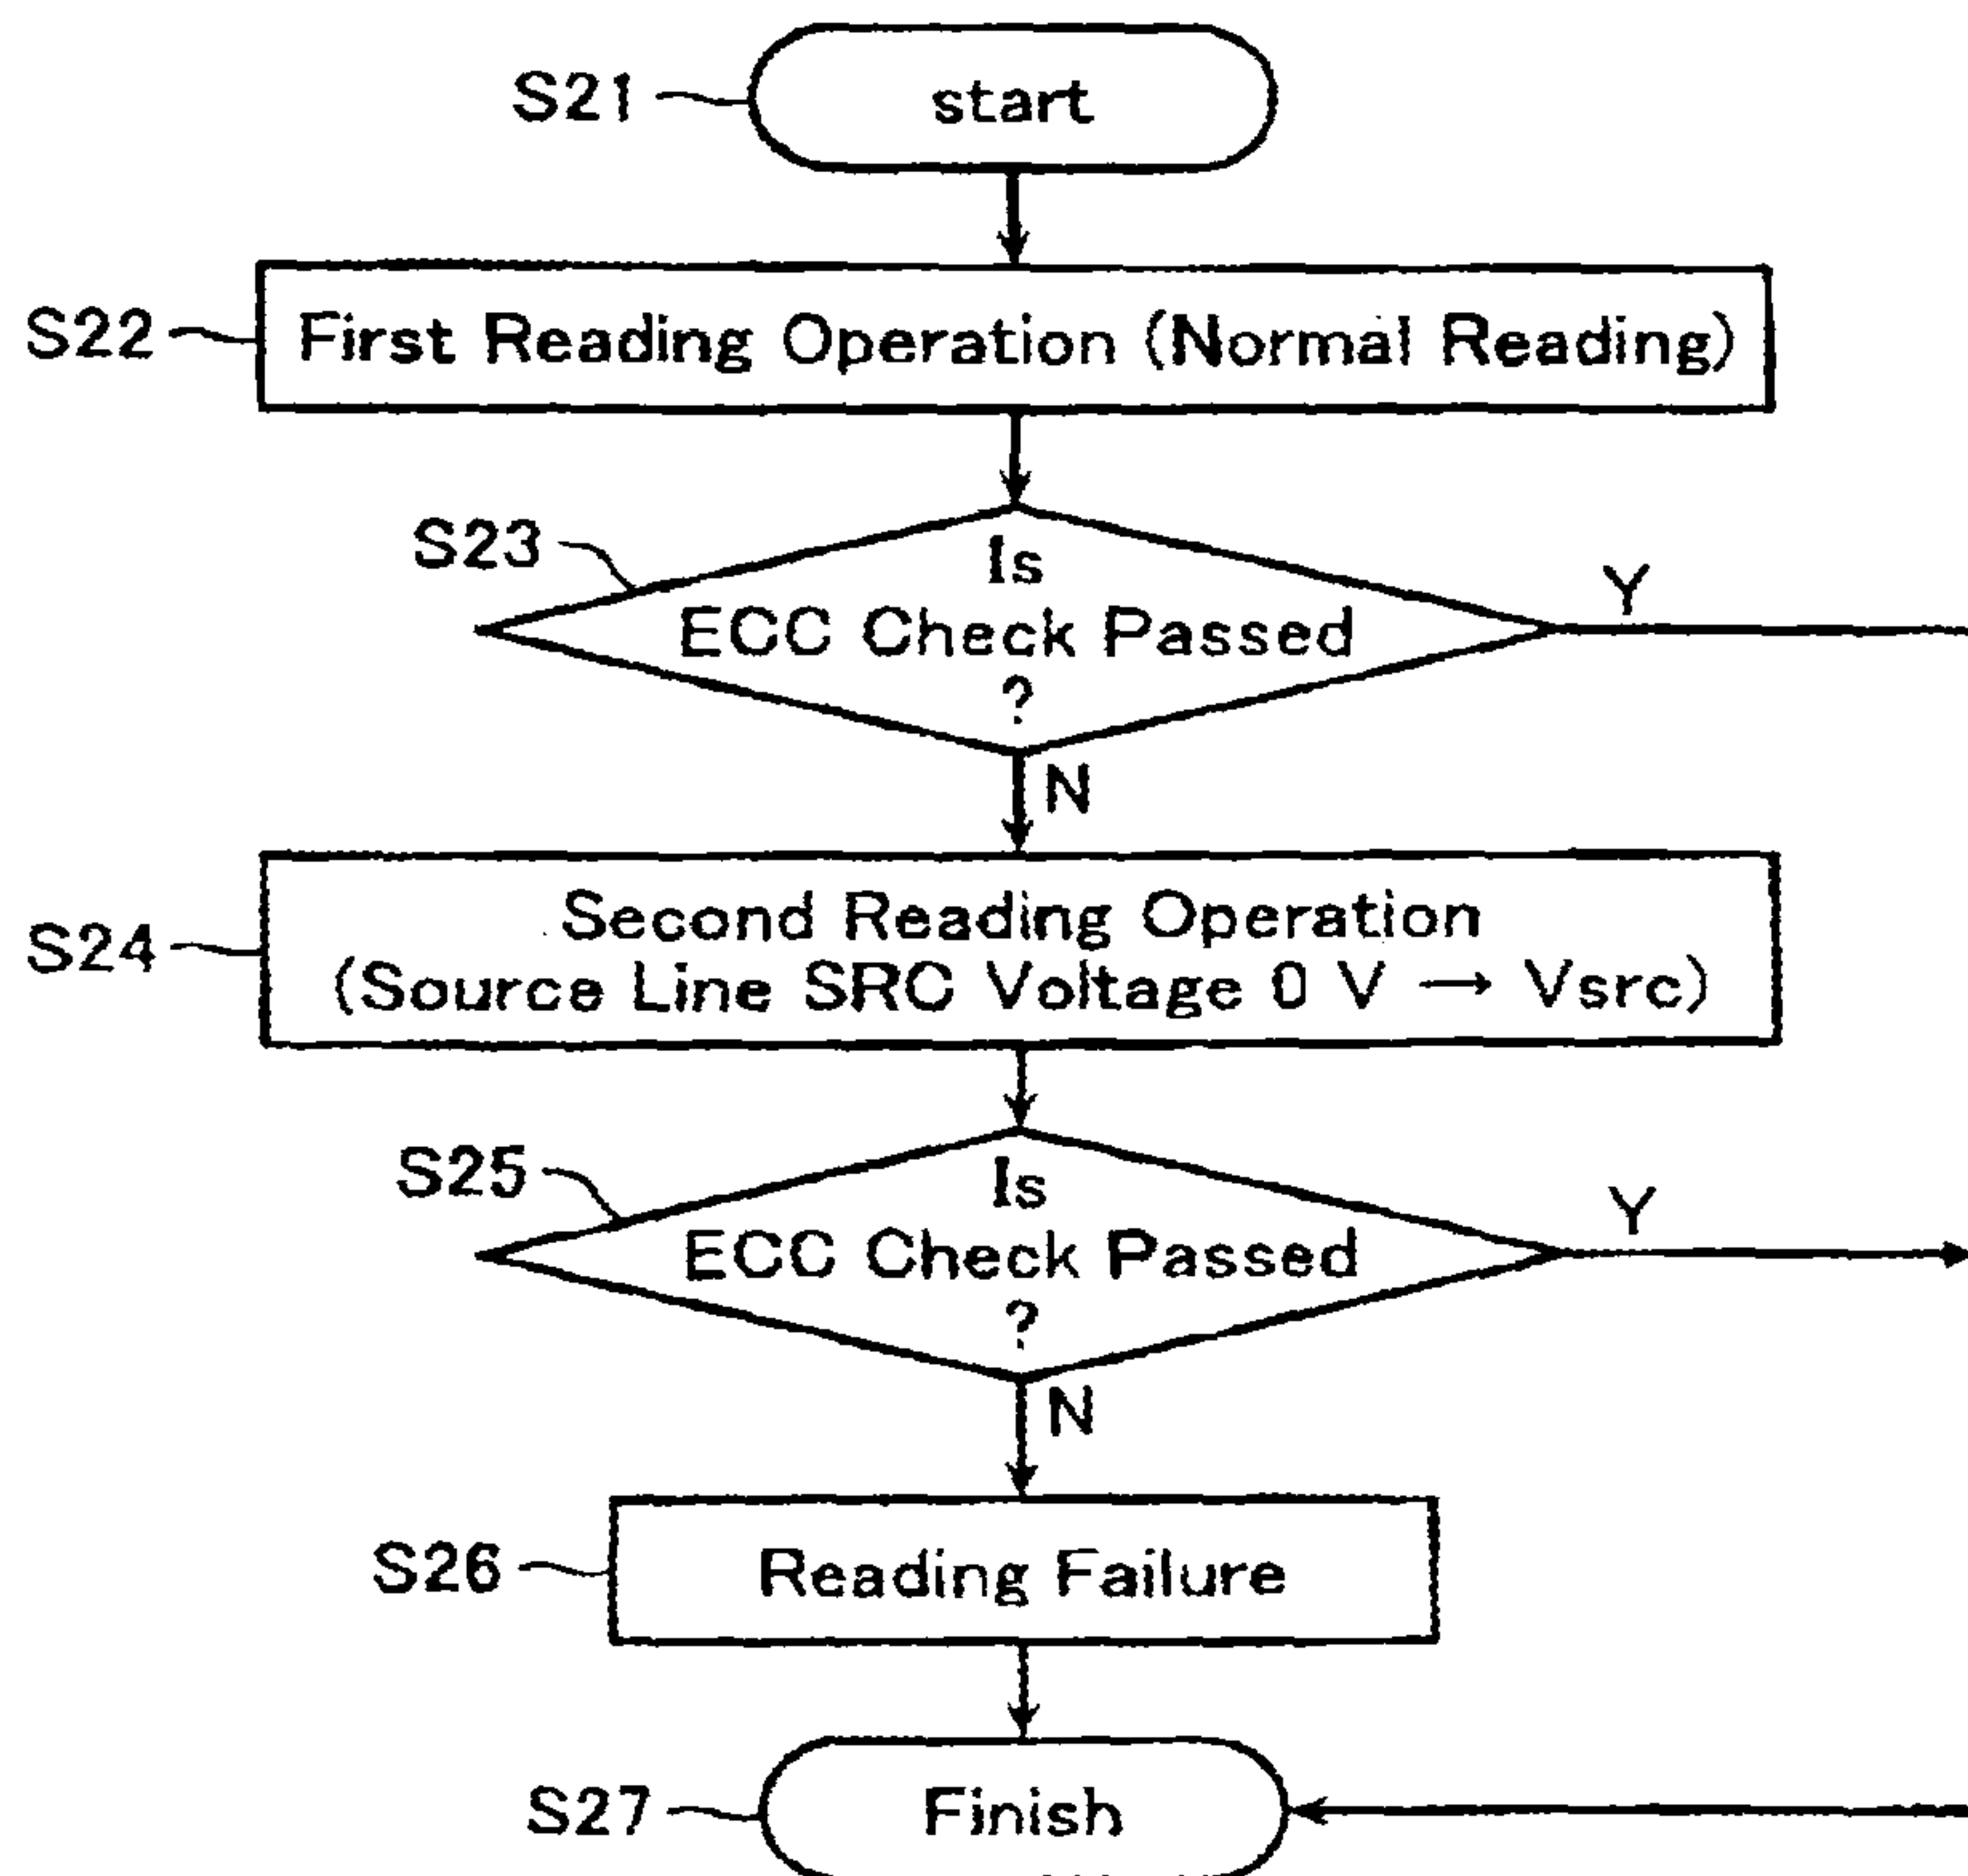 S21
start
S22
First Reading Operation (Normal Reading)
S23
Is
ECC Check Passed
?
Y
N
S24
Second Reading Operation
(Source Line SRC Voltage 0 V → Vsrc)
S25
Is
ECC Check Passed
?
Y
N
S26
Reading Failure
S27
Finish